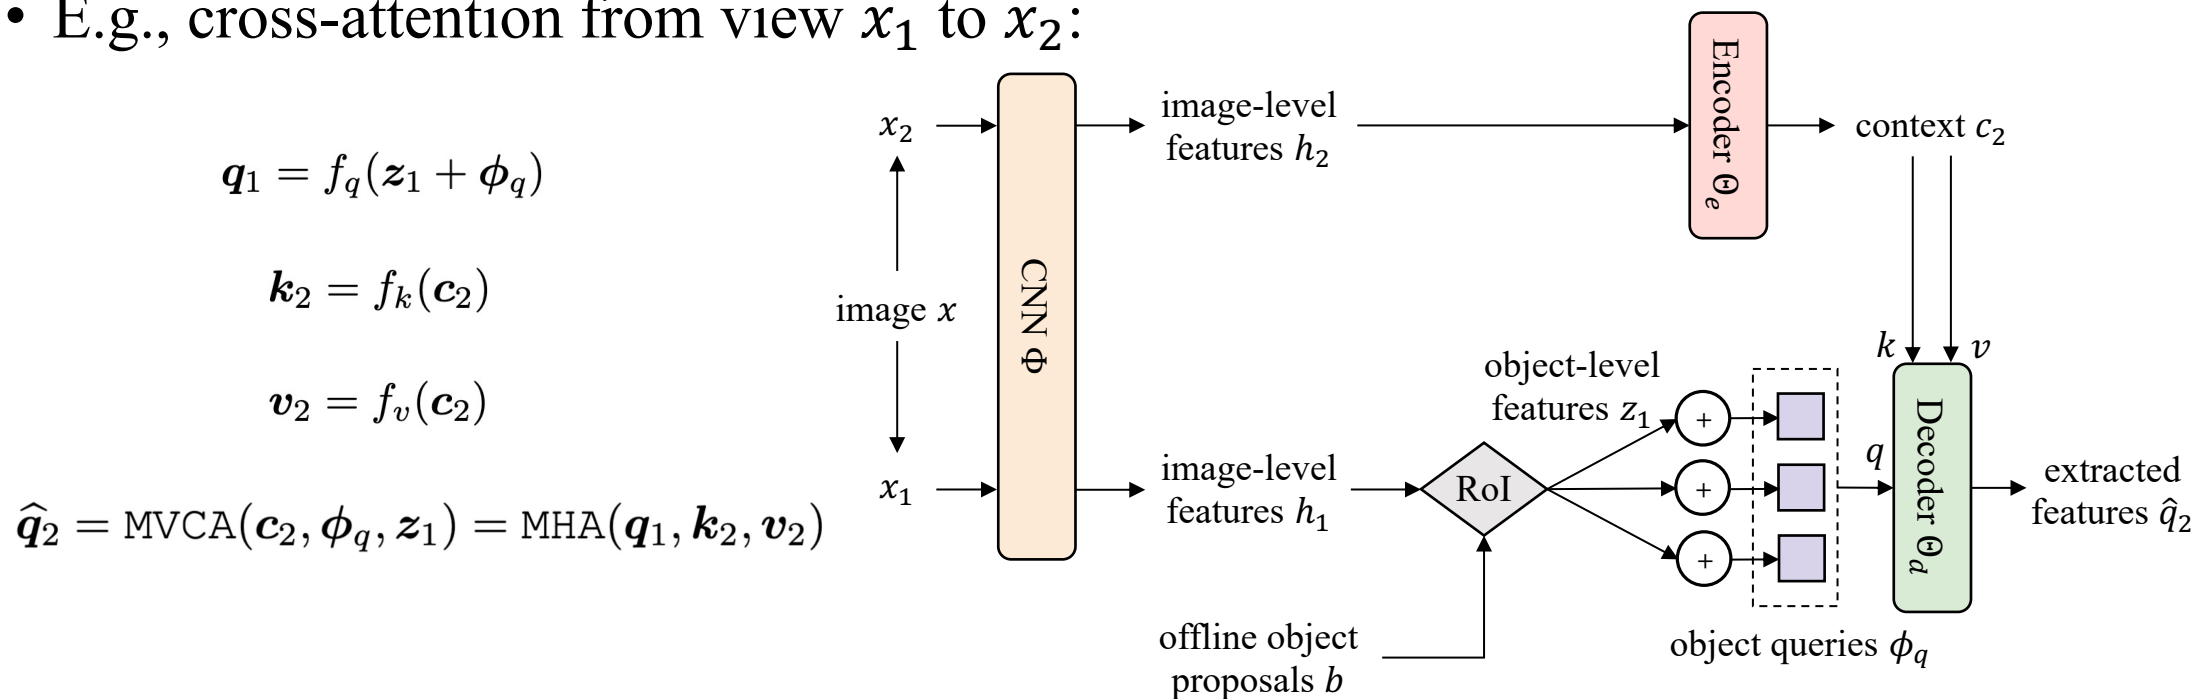 • E.g., cross-attention from view x₁ to x₂:
q₁ = f_q(z₁ + ϕ_q)
k₂ = f_k(c₂)
v₂ = f_v(c₂)
q̂₂ = MVCA(c₂, ϕ_q, z₁) = MHA(q₁, k₂, v₂)
x₂
image x
x₁
CNN Φ
image-level
features h₂
Encoder Θₑ
context c₂
image-level
features h₁
RoI
offline object
proposals b
object-level
features z₁
+
+
+
object queries ϕ_q
k
v
q
Decoder Θ_d
extracted
features q̂₂